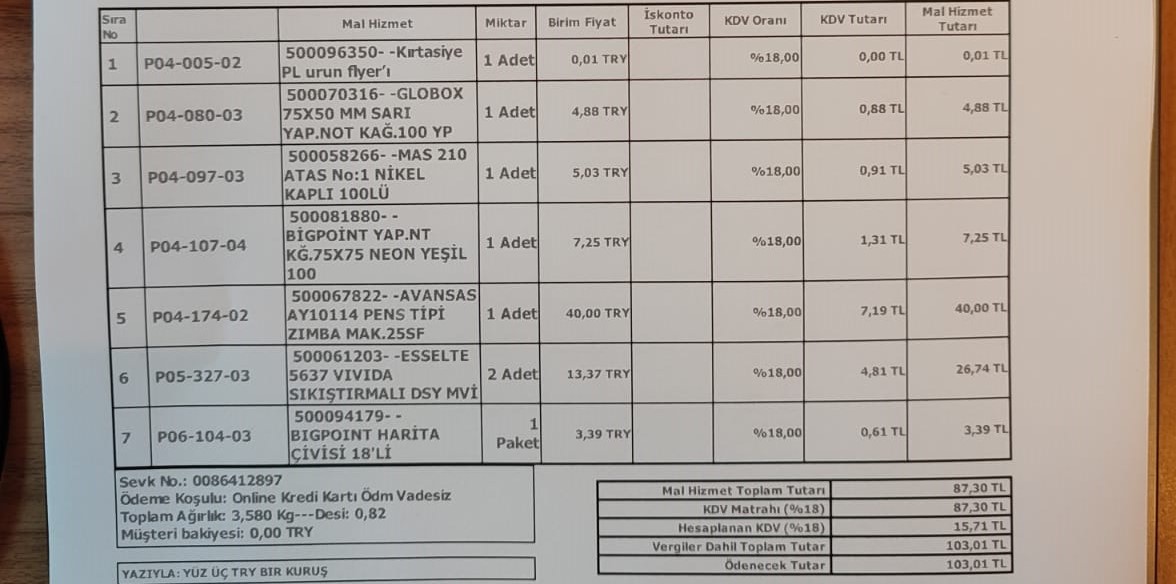 Sıra No Mal Hizmet Miktar Birim Fiyat İskonto Tutarı KDV Oranı KDV Tutarı Mal Hizmet Tutarı
1 P04-005-02 500096350- -Kırtasiye PL urun flyer'ı 1 Adet 0,01 TRY %18,00 0,00 TL 0,01 TL
2 P04-080-03 500070316- -GLOBOX 75X50 MM SARI YAP.NOT KAĞ.100 YP 1 Adet 4,88 TRY %18,00 0,88 TL 4,88 TL
3 P04-097-03 500058266- -MAS 210 ATAS No:1 NİKEL KAPLI 100LÜ 1 Adet 5,03 TRY %18,00 0,91 TL 5,03 TL
4 P04-107-04 500081880- - BİGPOİNT YAP.NT KĞ.75X75 NEON YEŞİL 100 1 Adet 7,25 TRY %18,00 1,31 TL 7,25 TL
5 P04-174-02 500067822- -AVANSAS AY10114 PENS TİPİ ZIMBA MAK.25SF 1 Adet 40,00 TRY %18,00 7,19 TL 40,00 TL
6 P05-327-03 500061203- -ESSELTE 5637 VIVIDA SIKIŞTIRMALI DSY MVİ 2 Adet 13,37 TRY %18,00 4,81 TL 26,74 TL
7 P06-104-03 500094179- - BIGPOINT HARİTA ÇİVİSİ 18'Lİ 1 Paket 3,39 TRY %18,00 0,61 TL 3,39 TL
Sevk No.: 0086412897
Ödeme Koşulu: Online Kredi Kartı Ödm Vadesiz
Toplam Ağırlık: 3,580 Kg---Desi: 0,82
Müşteri bakiyesi: 0,00 TRY
YAZIYLA: YÜZ ÜÇ TRY BIR KURUŞ
Mal Hizmet Toplam Tutarı 87,30 TL
KDV Matrahı (%18) 87,30 TL
Hesaplanan KDV (%18) 15,71 TL
Vergiler Dahil Toplam Tutar 103,01 TL
Ödenecek Tutar 103,01 TL